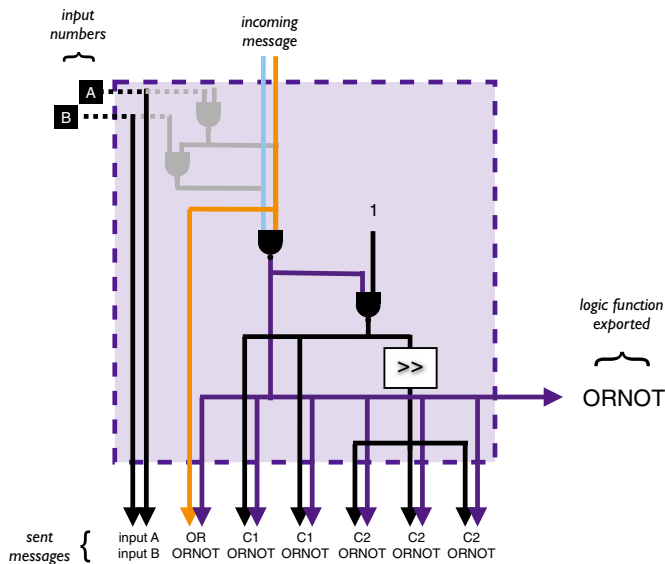 input
numbers
incoming
message
A
B
1
logic function
exported
>>
ORNOT
sent
messages
input A OR C1 C1 C2 C2 C2
input B ORNOT ORNOT ORNOT ORNOT ORNOT ORNOT